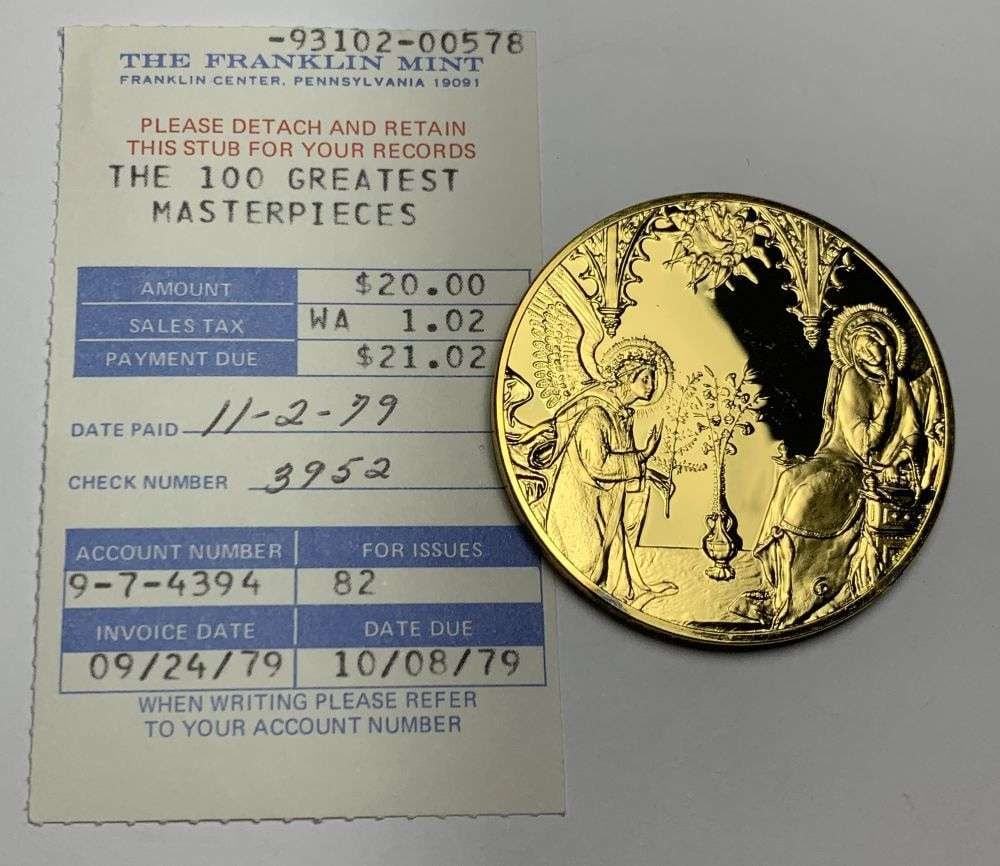 -93102-00578
THE FRANKLIN MINT
FRANKLIN CENTER, PENNSYLVANIA 19091
PLEASE DETACH AND RETAIN
THIS STUB FOR YOUR RECORDS
THE 100 GREATEST
MASTERPIECES
AMOUNT $20.00
SALES TAX WA 1.02
PAYMENT DUE $21.02
DATE PAID 11-2-79
CHECK NUMBER 3952
ACCOUNT NUMBER FOR ISSUES
9-7-4394 82
INVOICE DATE DATE DUE
09/24/79 10/08/79
WHEN WRITING PLEASE REFER
TO YOUR ACCOUNT NUMBER